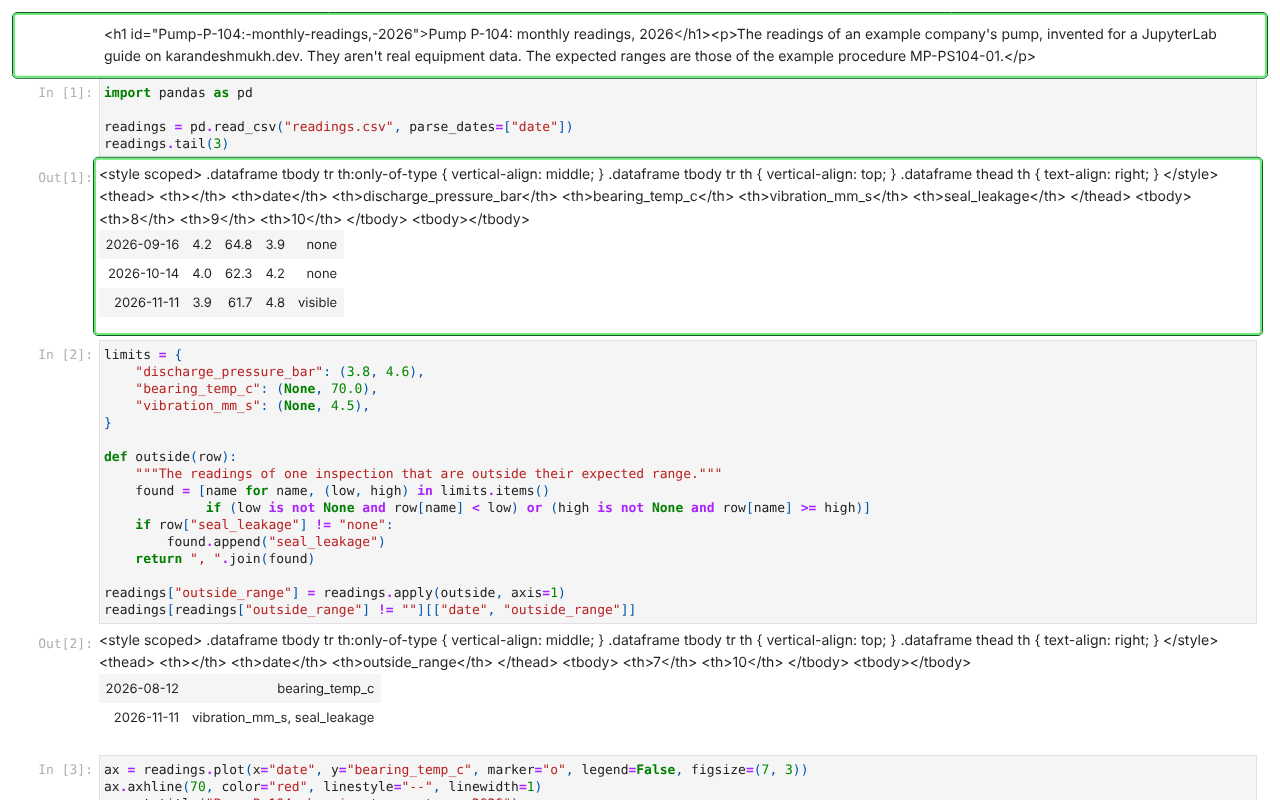 <h1 id="Pump-P-104:-monthly-readings,-2026">Pump P-104: monthly readings, 2026</h1><p>The readings of an example company's pump, invented for a JupyterLab
guide on karandeshmukh.dev. They aren't real equipment data. The expected ranges are those of the example procedure MP-PS104-01.</p>
In [1]:
import pandas as pd
readings = pd.read_csv("readings.csv", parse_dates=["date"])
readings.tail(3)
Out[1]:
<style scoped> .dataframe tbody tr th:only-of-type { vertical-align: middle; } .dataframe tbody tr th { vertical-align: top; } .dataframe thead th { text-align: right; } </style>
<thead> <th></th> <th>date</th> <th>discharge_pressure_bar</th> <th>bearing_temp_c</th> <th>vibration_mm_s</th> <th>seal_leakage</th> </thead> <tbody>
<th>8</th> <th>9</th> <th>10</th> </tbody> <tbody></tbody>
2026-09-16 4.2 64.8 3.9 none
2026-10-14 4.0 62.3 4.2 none
2026-11-11 3.9 61.7 4.8 visible
In [2]:
limits = {
    "discharge_pressure_bar": (3.8, 4.6),
    "bearing_temp_c": (None, 70.0),
    "vibration_mm_s": (None, 4.5),
}
def outside(row):
    """The readings of one inspection that are outside their expected range."""
    found = [name for name, (low, high) in limits.items()
             if (low is not None and row[name] < low) or (high is not None and row[name] >= high)]
    if row["seal_leakage"] != "none":
        found.append("seal_leakage")
    return ", ".join(found)
readings["outside_range"] = readings.apply(outside, axis=1)
readings[readings["outside_range"] != ""][["date", "outside_range"]]
Out[2]:
<style scoped> .dataframe tbody tr th:only-of-type { vertical-align: middle; } .dataframe tbody tr th { vertical-align: top; } .dataframe thead th { text-align: right; } </style>
<thead> <th></th> <th>date</th> <th>outside_range</th> </thead> <tbody> <th>7</th> <th>10</th> </tbody> <tbody></tbody>
2026-08-12 bearing_temp_c
2026-11-11 vibration_mm_s, seal_leakage
In [3]:
ax = readings.plot(x="date", y="bearing_temp_c", marker="o", legend=False, figsize=(7, 3))
ax.axhline(70, color="red", linestyle="--", linewidth=1)